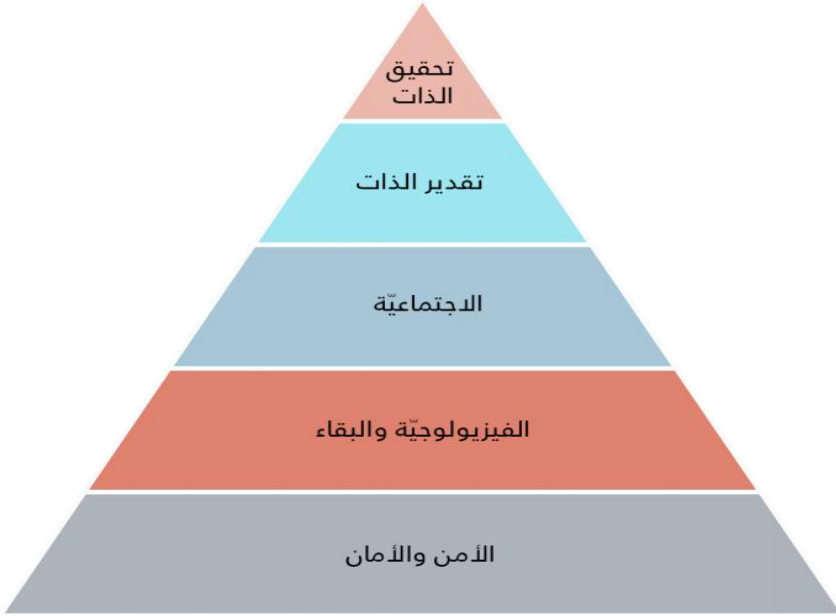 تحقيق
الذات
تقدير الذات
الاجتماعيّة
الفيزيولوجيّة والبقاء
الأمن والأمان